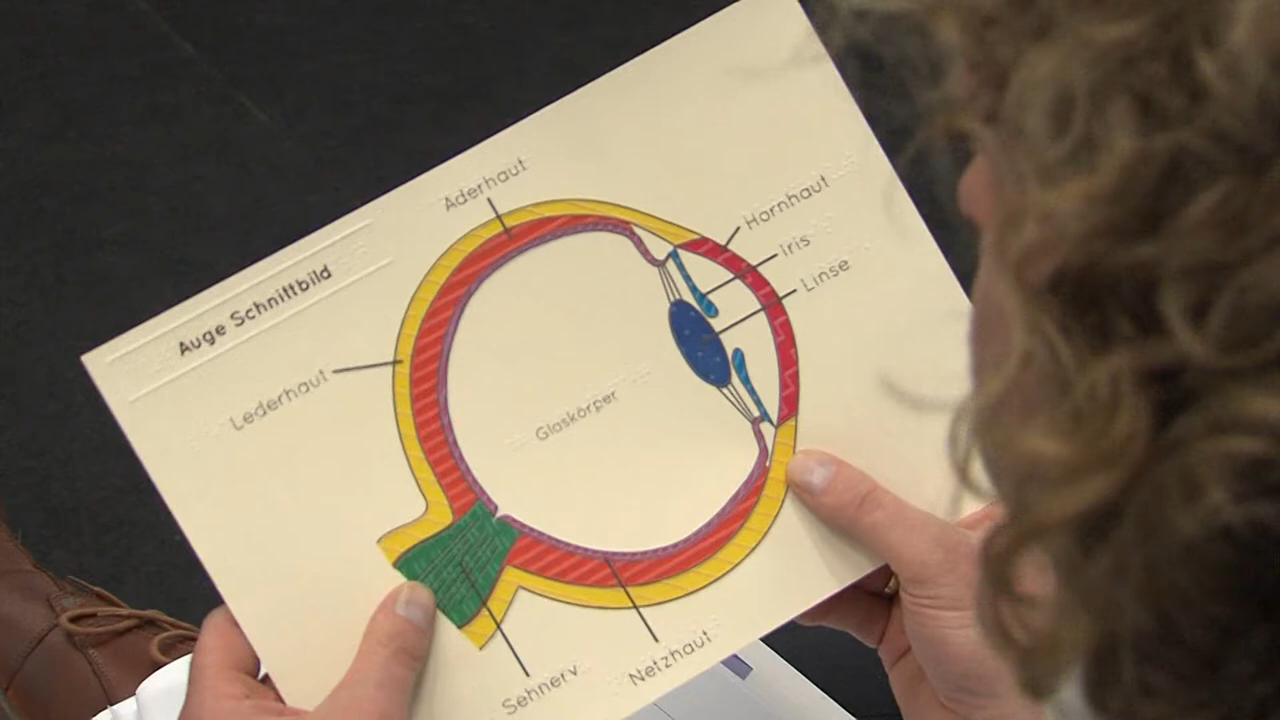 Auge Schnittbild
Aderhaut
Hornhaut
Iris
Linse
Lederhaut
Glaskörper
Sehnerv
Netzhaut